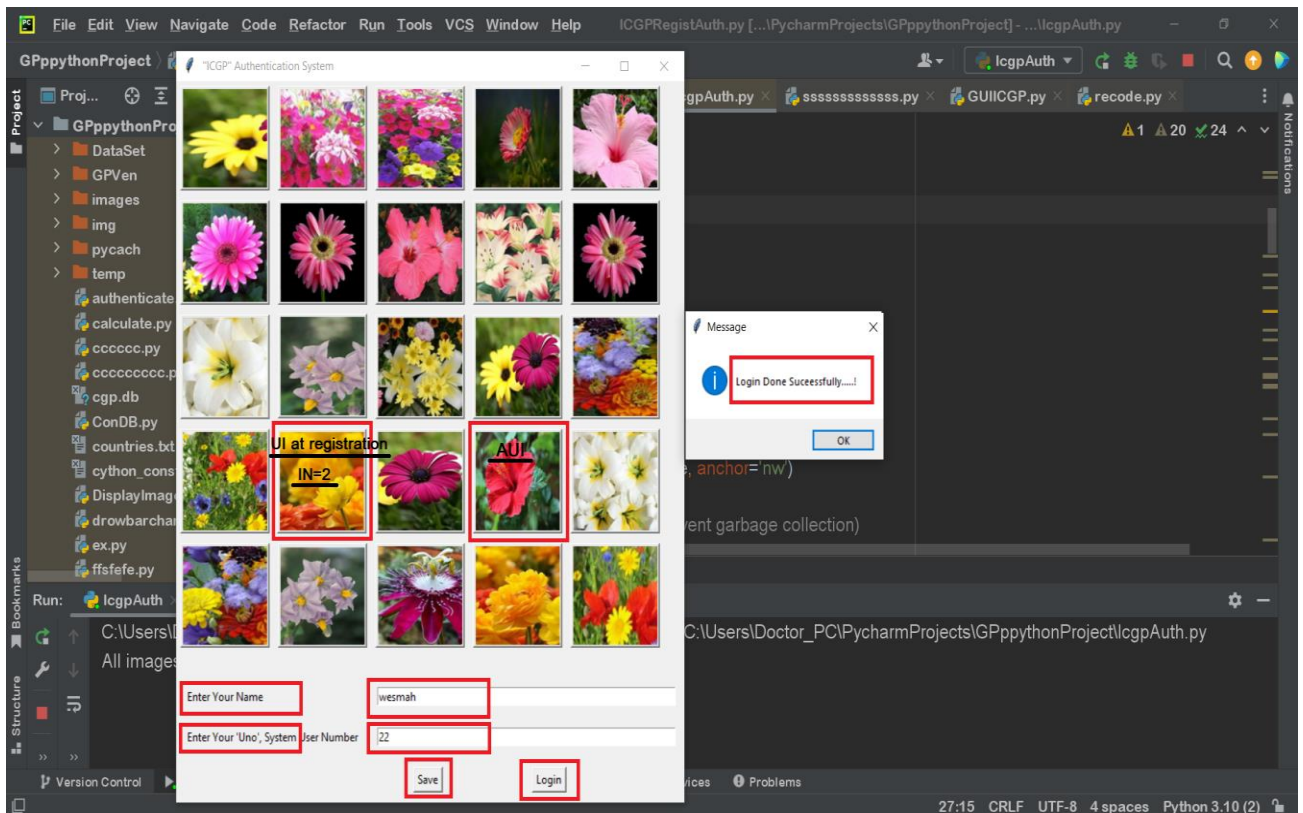 File Edit View Navigate Code Refactor Run Tools VCS Window Help ICGPRegistAuth.py [...\PycharmProjects\GPppythonProject] - ...\IcgpAuth.py
GPppythonProject
IcgpAuth
"ICGP" Authentication System
Project
Proj...
gpAuth.py
sssssssssssss.py
GUIICGP.py
recode.py
Notifications
GPppythonPro
1 20 24
DataSet
GPVen
images
img
pycach
temp
authenticate
calculate.py
cccccc.py
ccccccccc.p
cgp.db
ConDB.py
countries.txt
cython_cons
DisplayImag
drowbarchar
ex.py
ffsfefe.py
Message
Login Done Suceessfully.....!
OK
UI at registration
IN=2
AUI
e, anchor='nw')
vent garbage collection)
Bookmarks
Structure
Run: IcgpAuth
C:\Users\D
C:\Users\Doctor_PC\PycharmProjects\GPppythonProject\IcgpAuth.py
All images
Enter Your Name
wesmah
Enter Your 'Uno', System User Number
22
Save
Login
Version Control
vices
Problems
27:15 CRLF UTF-8 4 spaces Python 3.10 (2)